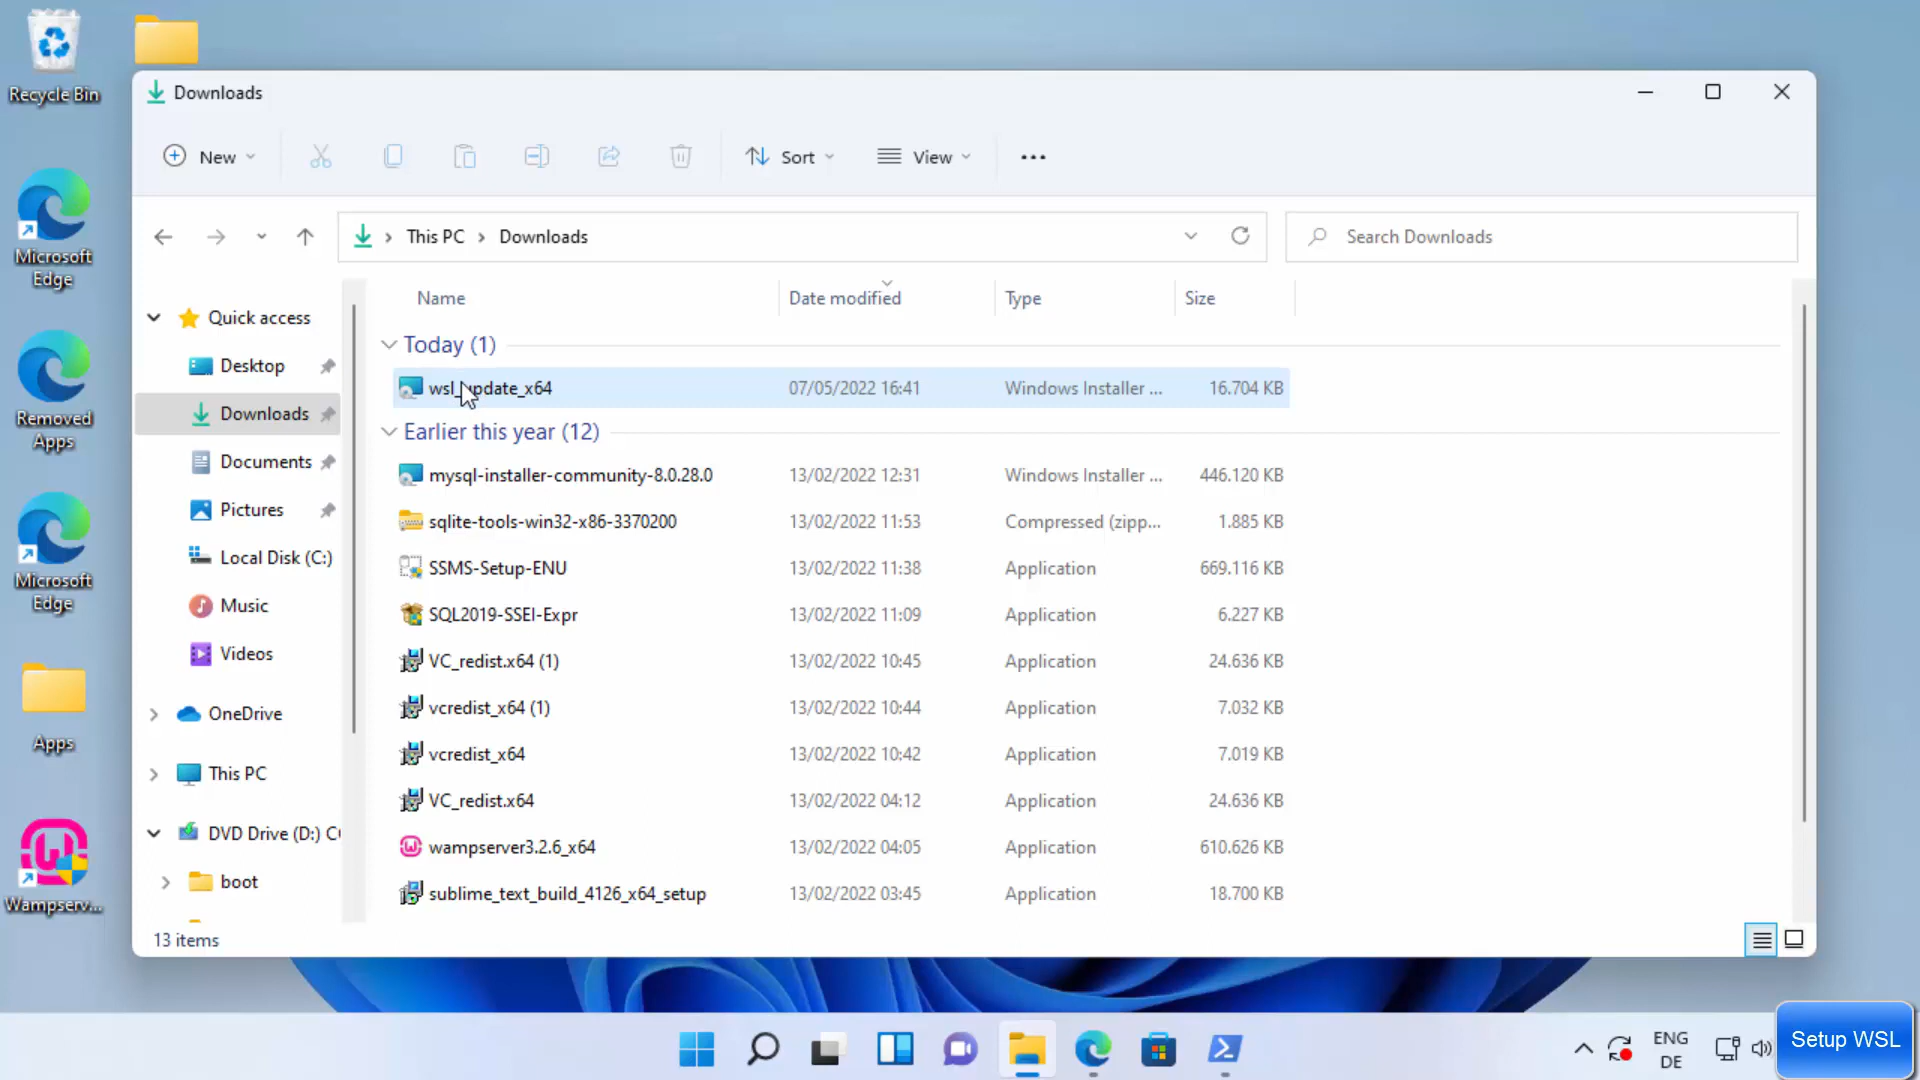 Recycle Bin
Microsoft
Edge
Removed
Apps
Microsoft
Edge
Apps
Wampserv...
Downloads
New
Sort
View
This PC
Downloads
Search Downloads
Quick access
Desktop
Downloads
Documents
Pictures
Local Disk (C:)
Music
Videos
OneDrive
This PC
DVD Drive (D:) C
boot
Name Date modified Type Size
Today (1)
wsl_update_x64 07/05/2022 16:41 Windows Installer ... 16.704 KB
Earlier this year (12)
mysql-installer-community-8.0.28.0 13/02/2022 12:31 Windows Installer ... 446.120 KB
sqlite-tools-win32-x86-3370200 13/02/2022 11:53 Compressed (zipp... 1.885 KB
SSMS-Setup-ENU 13/02/2022 11:38 Application 669.116 KB
SQL2019-SSEI-Expr 13/02/2022 11:09 Application 6.227 KB
VC_redist.x64 (1) 13/02/2022 10:45 Application 24.636 KB
vcredist_x64 (1) 13/02/2022 10:44 Application 7.032 KB
vcredist_x64 13/02/2022 10:42 Application 7.019 KB
VC_redist.x64 13/02/2022 04:12 Application 24.636 KB
wampserver3.2.6_x64 13/02/2022 04:05 Application 610.626 KB
sublime_text_build_4126_x64_setup 13/02/2022 03:45 Application 18.700 KB
13 items
ENG
DE
Setup WSL